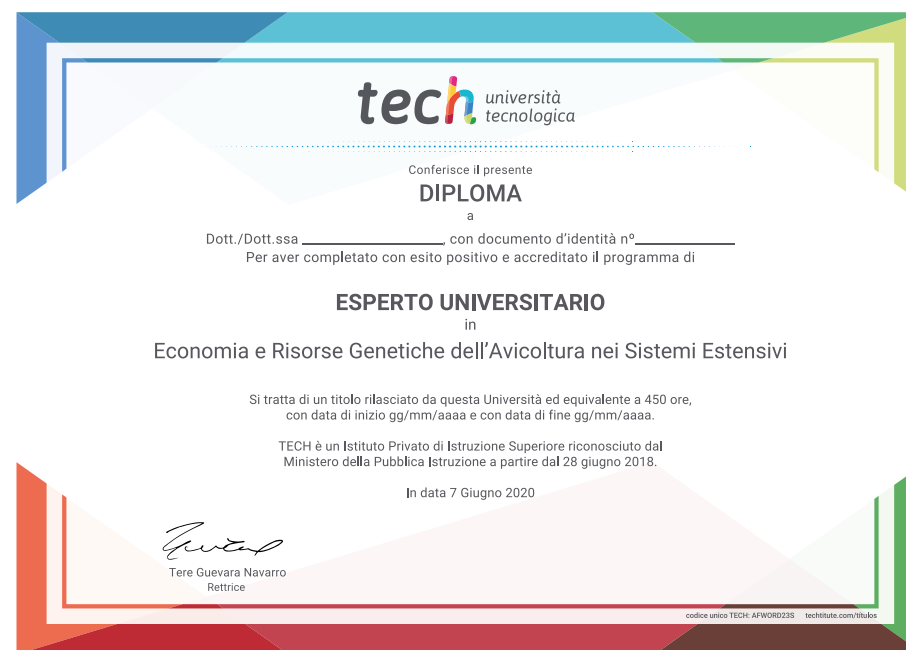 tech università
tecnologica
Conferisce il presente
DIPLOMA
a
Dott./Dott.ssa ________________, con documento d'identità nº____________
Per aver completato con esito positivo e accreditato il programma di
ESPERTO UNIVERSITARIO
in
Economia e Risorse Genetiche dell'Avicoltura nei Sistemi Estensivi
Si tratta di un titolo rilasciato da questa Università ed equivalente a 450 ore,
con data di inizio gg/mm/aaaa e con data di fine gg/mm/aaaa.
TECH è un Istituto Privato di Istruzione Superiore riconosciuto dal
Ministero della Pubblica Istruzione a partire dal 28 giugno 2018.
In data 7 Giugno 2020
Tere Guevara Navarro
Rettrice
codice unico TECH: AFWORD23S techtitute.com/titulos